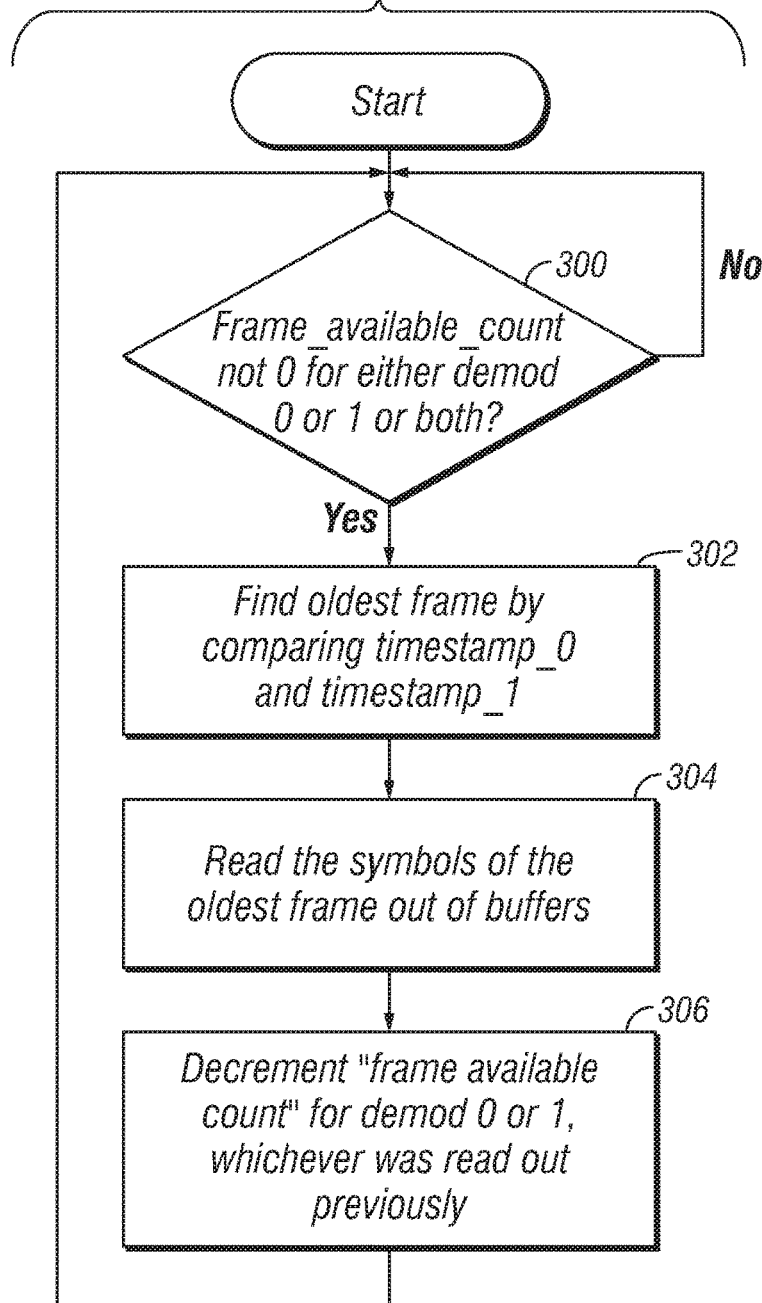 Start
300
No
Frame_available_count
not 0 for either demod
0 or 1 or both?
Yes
302
Find oldest frame by
comparing timestamp_0
and timestamp_1
304
Read the symbols of the
oldest frame out of buffers
306
Decrement "frame available
count" for demod 0 or 1,
whichever was read out
previously